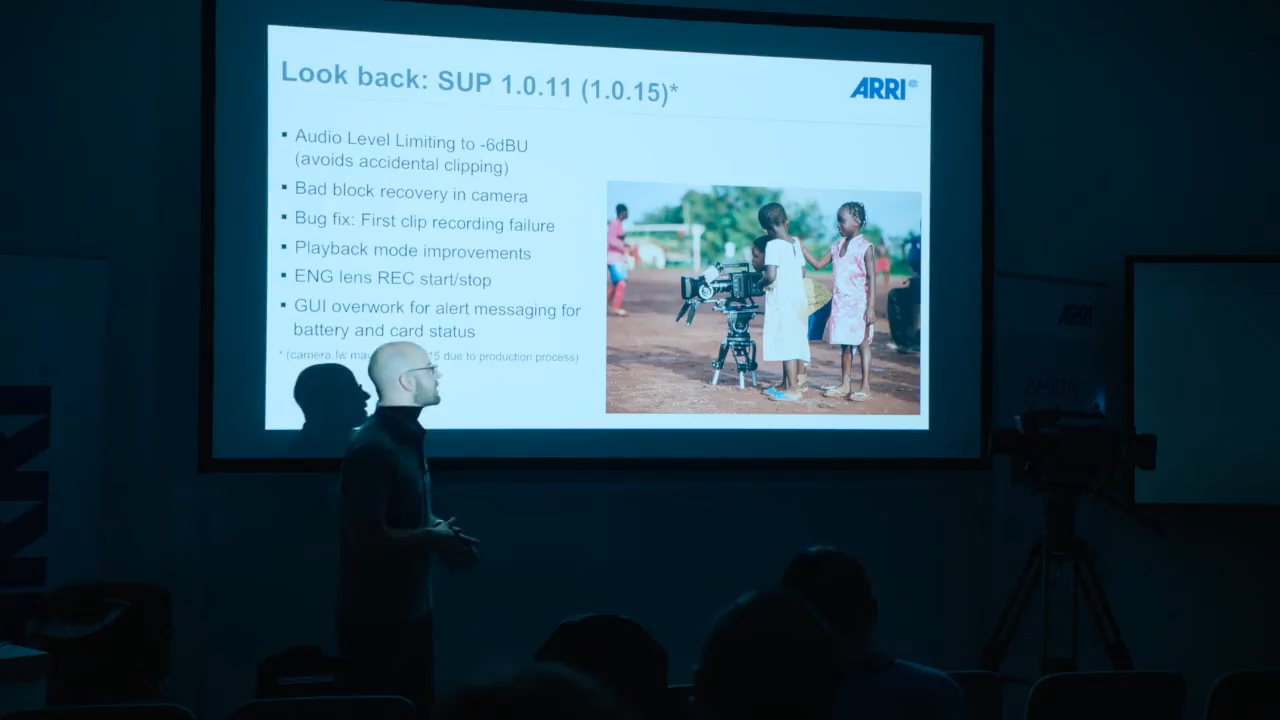 Look back: SUP 1.0.11 (1.0.15)*
ARRI
Audio Level Limiting to -6dBU
(avoids accidental clipping)
Bad block recovery in camera
Bug fix: First clip recording failure
Playback mode improvements
ENG lens REC start/stop
GUI overwork for alert messaging for
battery and card status
* (camera fw due to production process)
ARRI